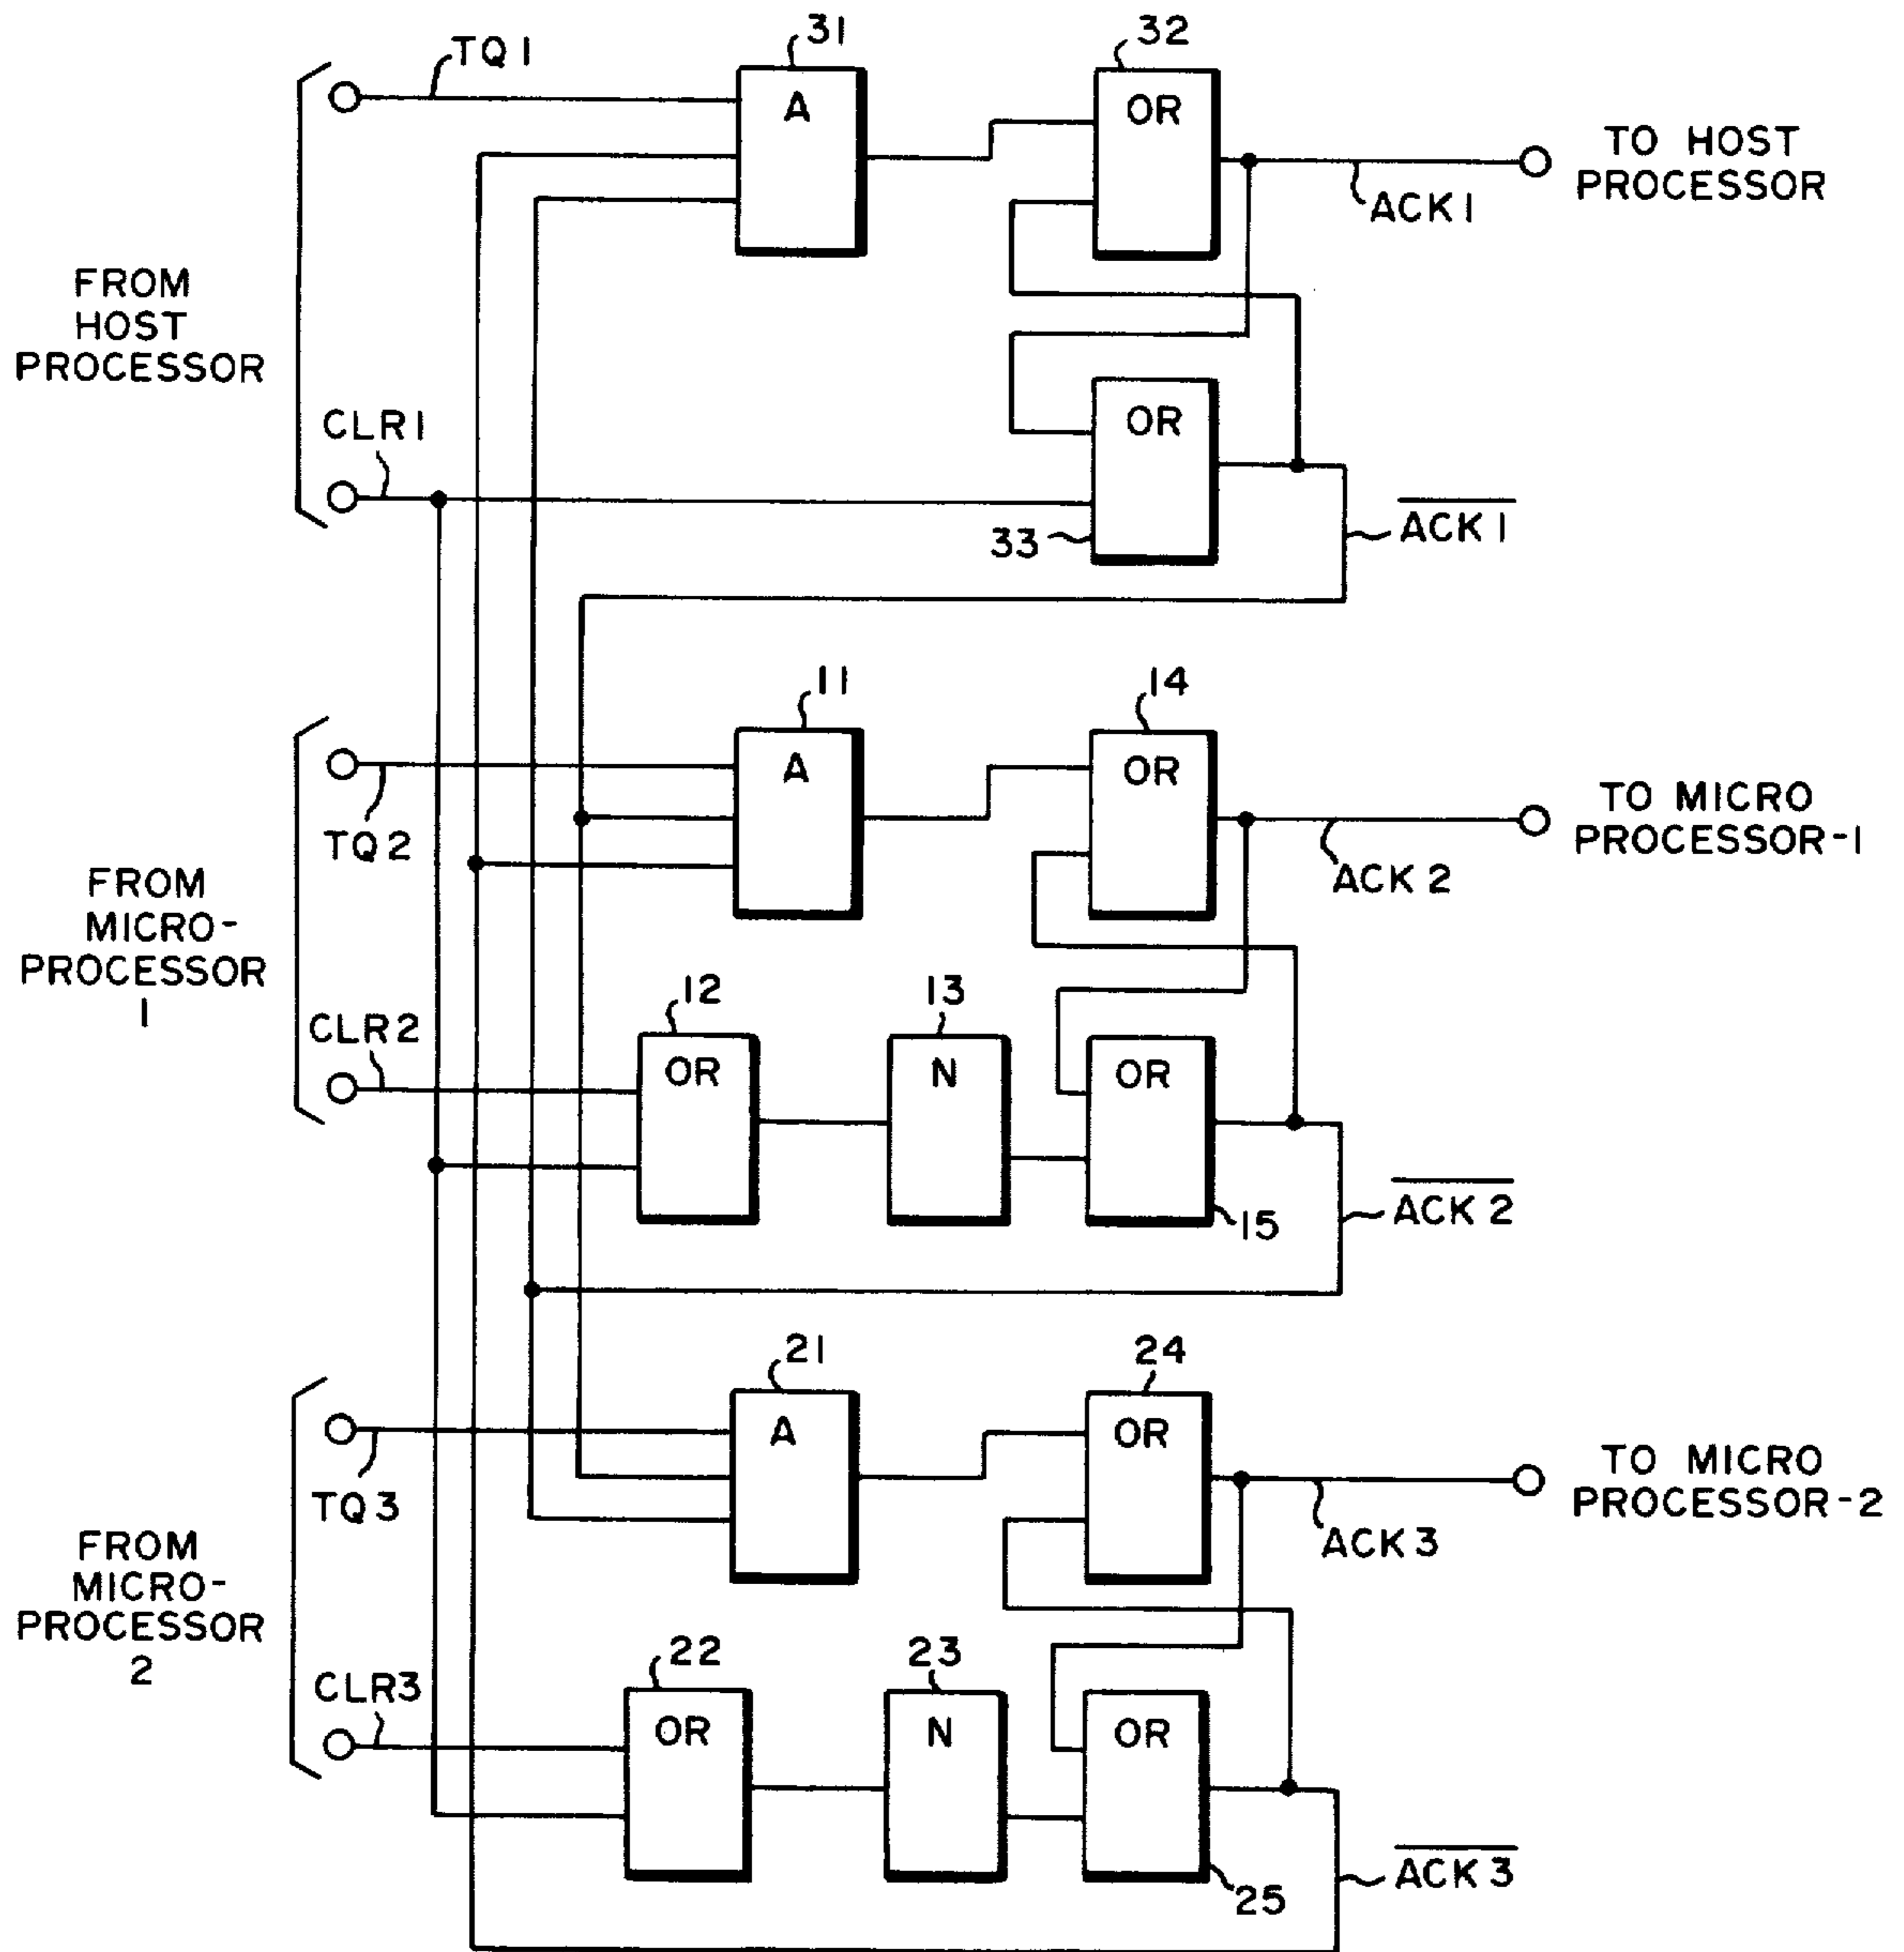 31
32
TQ1
A
OR
TO HOST
PROCESSOR
ACK1
FROM
HOST
PROCESSOR
CLR1
OR
33
ACK1
11
14
A
OR
TO MICRO
PROCESSOR-1
TQ2
ACK2
FROM
MICRO-
PROCESSOR
1
12
13
CLR2
OR
N
OR
15
ACK2
21
24
A
OR
TO MICRO
PROCESSOR-2
TQ3
ACK3
FROM
MICRO-
PROCESSOR
2
22
23
CLR3
OR
N
OR
25
ACK3